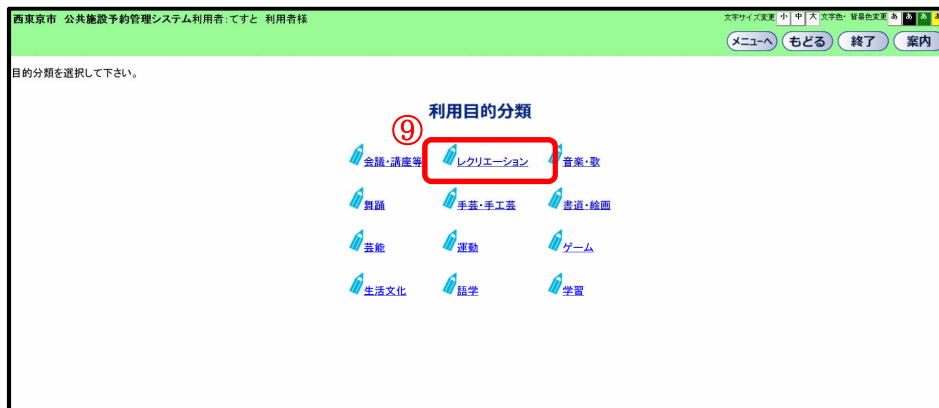 西東京市 公共施設予約管理システム利用者:てすと 利用者様
文字サイズ変更 小 中 大 文字色・背景色変更 あ あ あ あ
メニューへ もどる 終了 案内
目的分類を選択して下さい。
利用目的分類
⑨
会議・講座等 レクリエーション 音楽・歌
舞踊 手芸・手工芸 書道・絵画
芸能 運動 ゲーム
生活文化 語学 学習